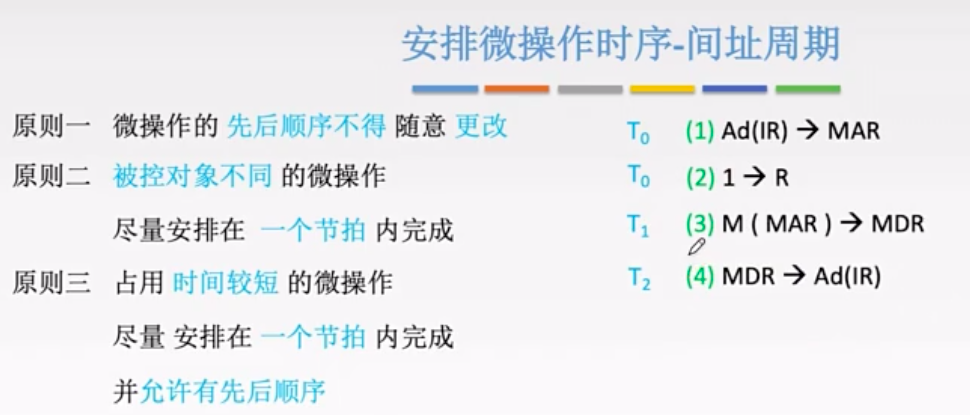 安排微操作时序-间址周期
原则一 微操作的 先后顺序不得 随意 更改
原则二 被控对象不同 的微操作
尽量安排在 一个节拍 内完成
原则三 占用 时间较短 的微操作
尽量 安排在 一个节拍 内完成
并允许有先后顺序
T₀ (1) Ad(IR) → MAR
T₀ (2) 1 → R
T₁ (3) M ( MAR ) → MDR
T₂ (4) MDR → Ad(IR)